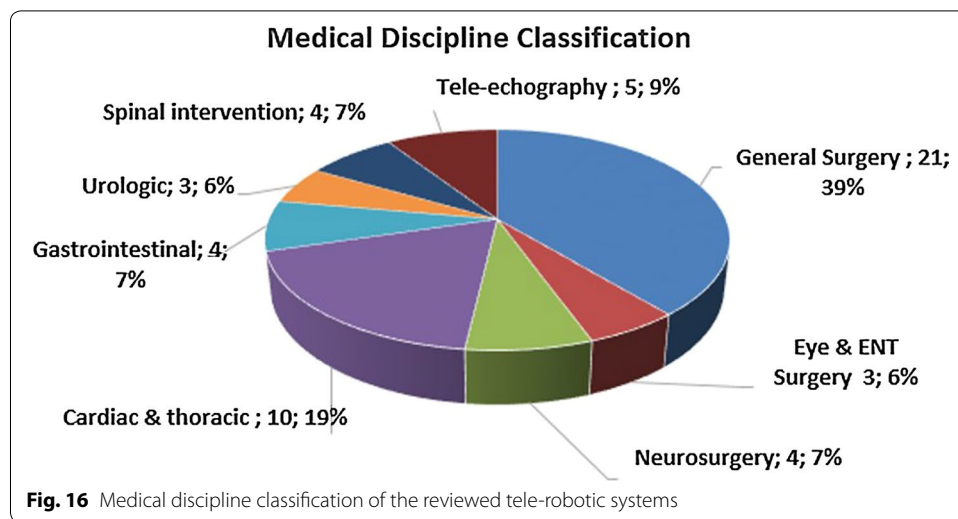 Medical Discipline Classification
Tele-echography ; 5; 9%
Spinal intervention; 4; 7%
General Surgery ; 21;
39%
Urologic; 3; 6%
Gastrointestinal; 4;
7%
Eye & ENT
Surgery 3; 6%
Cardiac & thoracic ; 10; 19%
Neurosurgery; 4; 7%
Fig. 16 Medical discipline classification of the reviewed tele-robotic systems